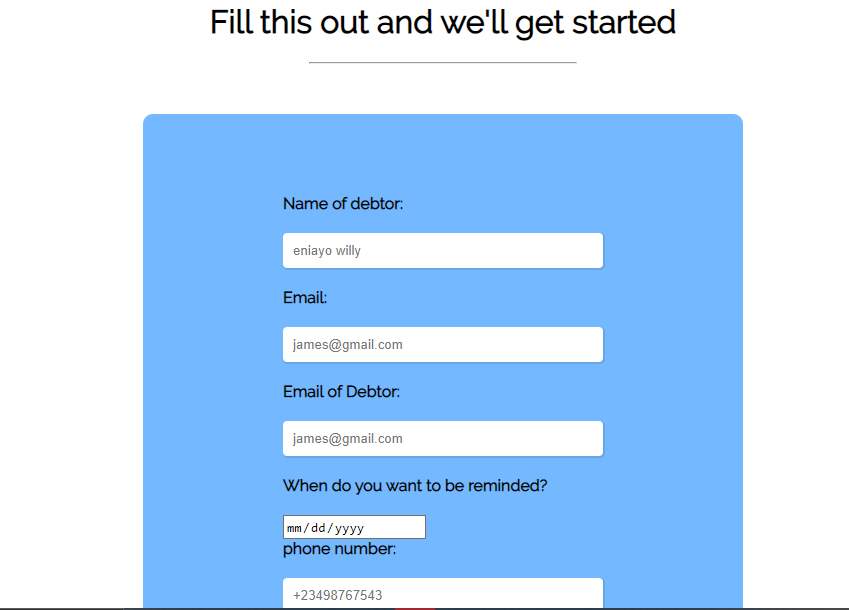 Fill this out and we'll get started
Name of debtor:
eniayo willy
Email:
james@gmail.com
Email of Debtor:
james@gmail.com
When do you want to be reminded?
mm/dd/yyyy
phone number:
+23498767543